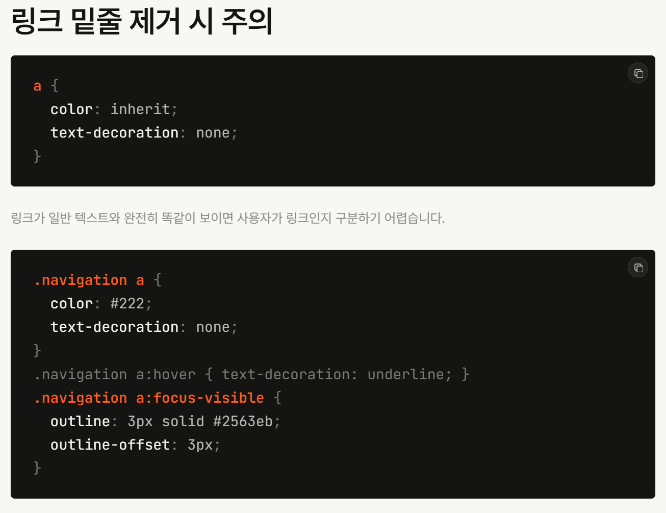 링크 밑줄 제거 시 주의
a {
  color: inherit;
  text-decoration: none;
}
링크가 일반 텍스트와 완전히 똑같이 보이면 사용자가 링크인지 구분하기 어렵습니다.
.navigation a {
  color: #222;
  text-decoration: none;
}
.navigation a:hover { text-decoration: underline; }
.navigation a:focus-visible {
  outline: 3px solid #2563eb;
  outline-offset: 3px;
}